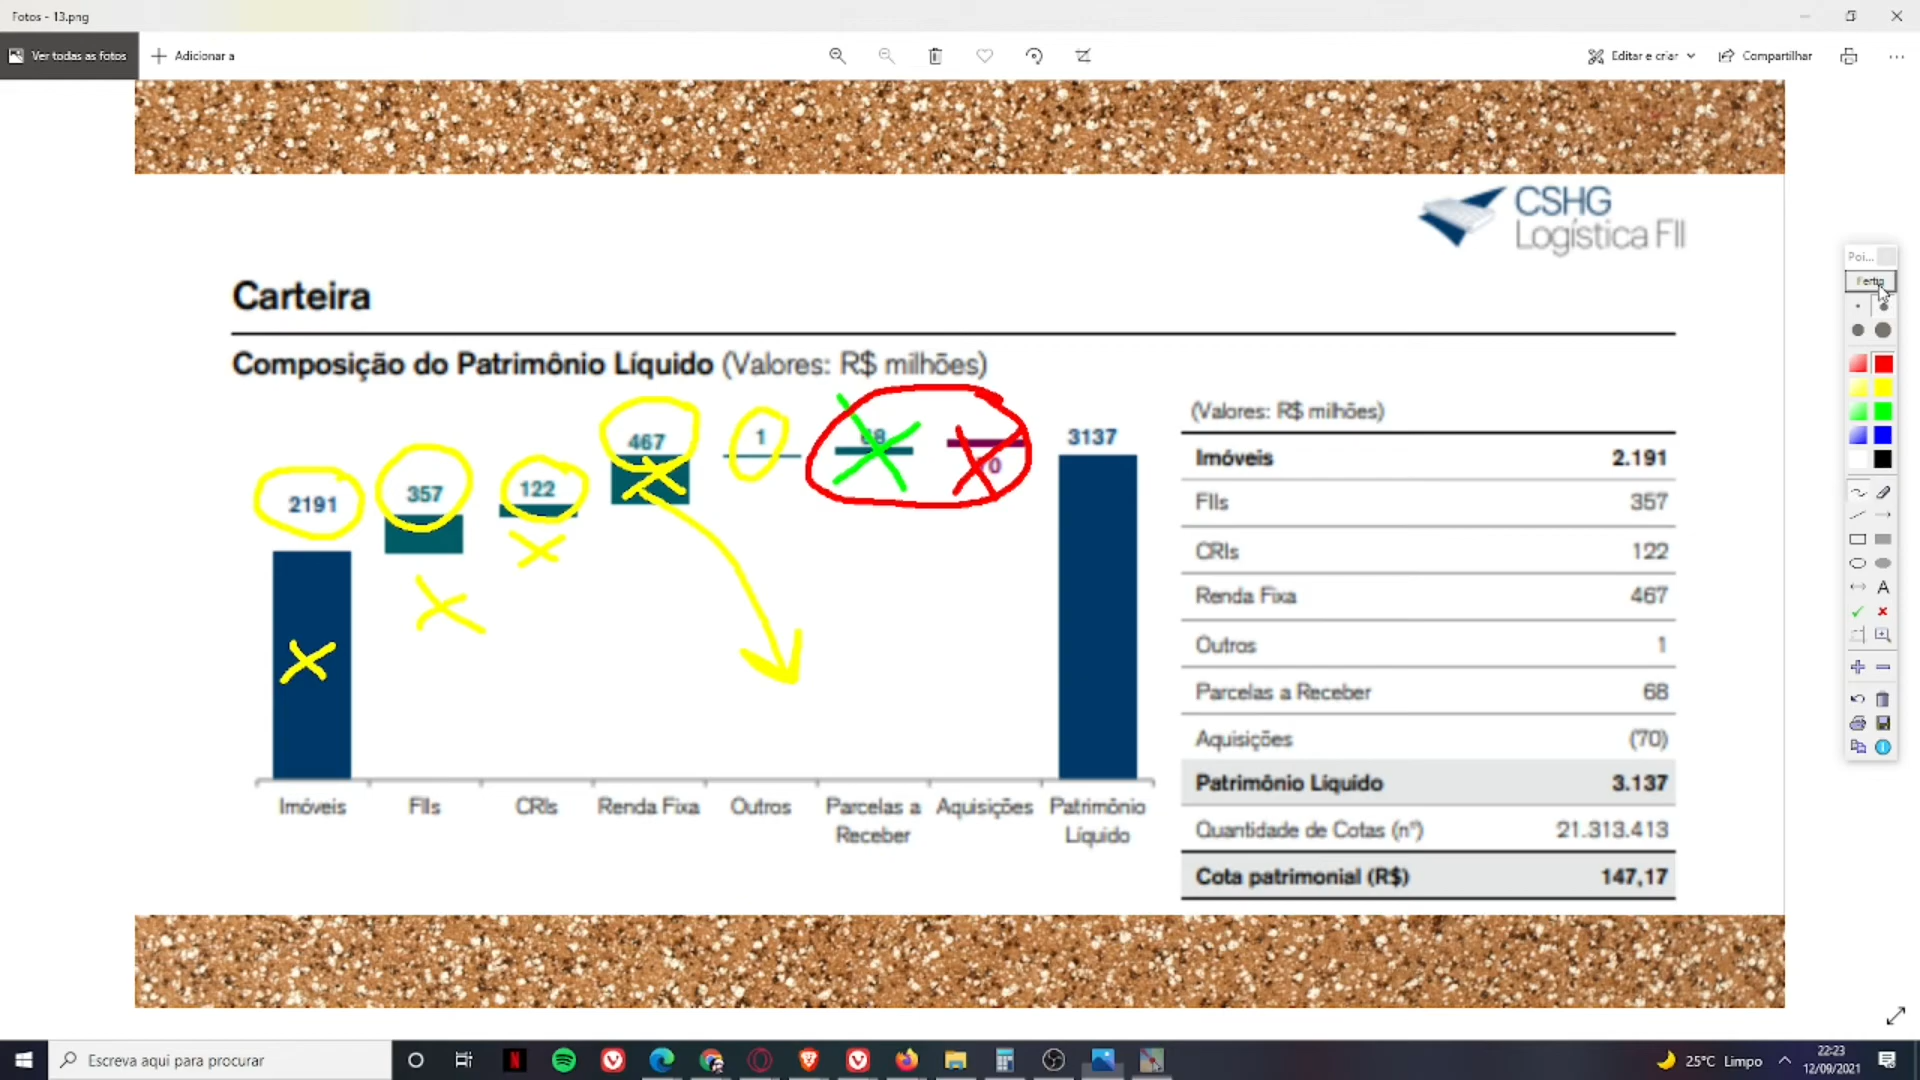 Fotos - 13.png
Ver todas as fotos
Adicionar a
Editar e criar
Compartilhar
CSHG
Logística FII
Poi...
Carteira
Composição do Patrimônio Líquido (Valores: R$ milhões)
2191
357
122
467
1
3137
Imóveis
FIIs
CRIs
Renda Fixa
Outros
Parcelas a
Receber
Aquisições
Patrimônio
Líquido
(Valores: R$ milhões)
Imóveis 2.191
FIIs 357
CRIs 122
Renda Fixa 467
Outros 1
Parcelas a Receber 68
Aquisições (70)
Patrimônio Líquido 3.137
Quantidade de Cotas (nº) 21.313.413
Cota patrimonial (R$) 147,17
A
Escreva aqui para procurar
25°C Limpo
22:23
12/09/2021